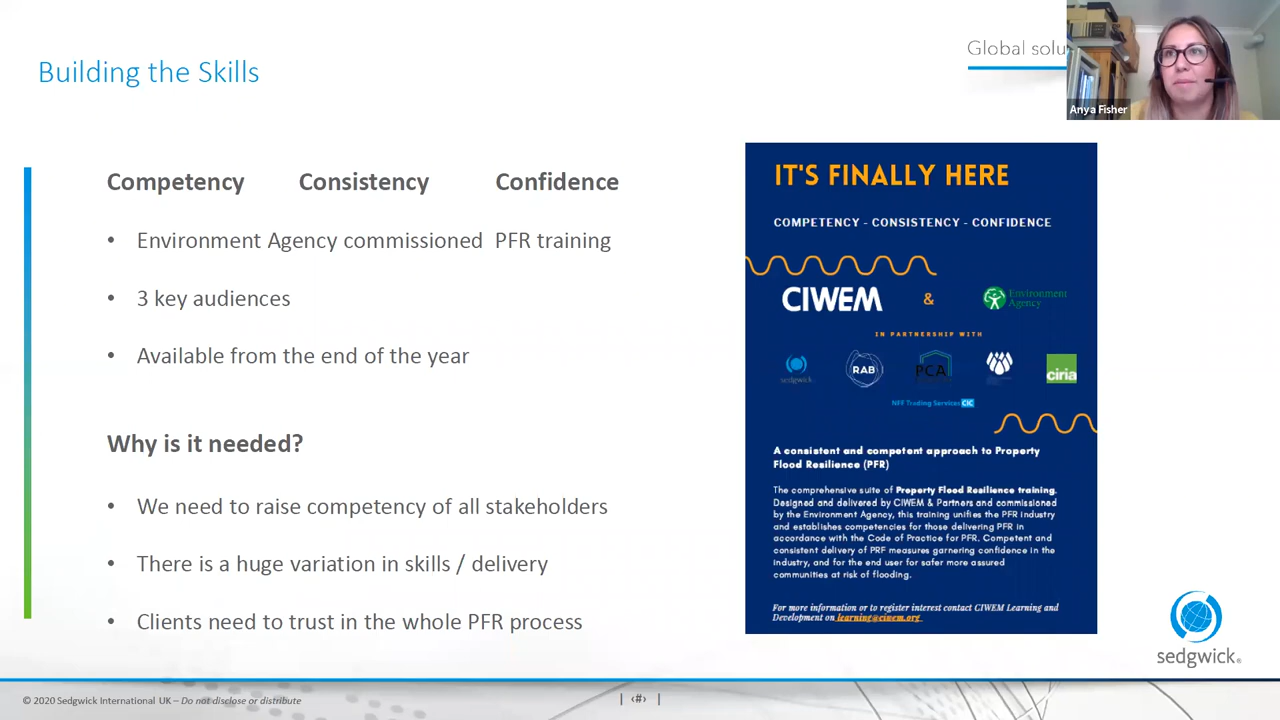 Building the Skills
Global solu
Anya Fisher
Competency Consistency Confidence
• Environment Agency commissioned PFR training
• 3 key audiences
• Available from the end of the year
Why is it needed?
• We need to raise competency of all stakeholders
• There is a huge variation in skills / delivery
• Clients need to trust in the whole PFR process
IT'S FINALLY HERE
COMPETENCY - CONSISTENCY - CONFIDENCE
CIWEM & Environment Agency
IN PARTNERSHIP WITH
sedgwick RAB PCA ciria
NFF Trading Services CIC
A consistent and competent approach to Property
Flood Resilience (PFR)
The comprehensive suite of Property Flood Resilience training.
Designed and delivered by CIWEM & Partners and commissioned
by the Environment Agency, this training unifies the PFR industry
and establishes competencies for those delivering PFR in
accordance with the Code of Practice for PFR. Competent and
consistent delivery of PRF measures garnering confidence in the
industry, and for the end user for safer more assured
communities at risk of flooding.
For more information or to register interest contact CIWEM Learning and
Development on learning@ciwem.org
sedgwick®
© 2020 Sedgwick International UK – Do not disclose or distribute
| ‹#› |